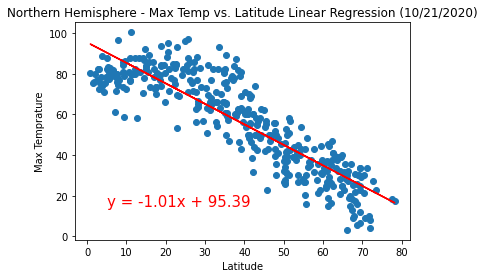 Northern Hemisphere - Max Temp vs. Latitude Linear Regression (10/21/2020)
100
80
60
40
20
0
Max Temprature
y = -1.01x + 95.39
0 10 20 30 40 50 60 70 80
Latitude